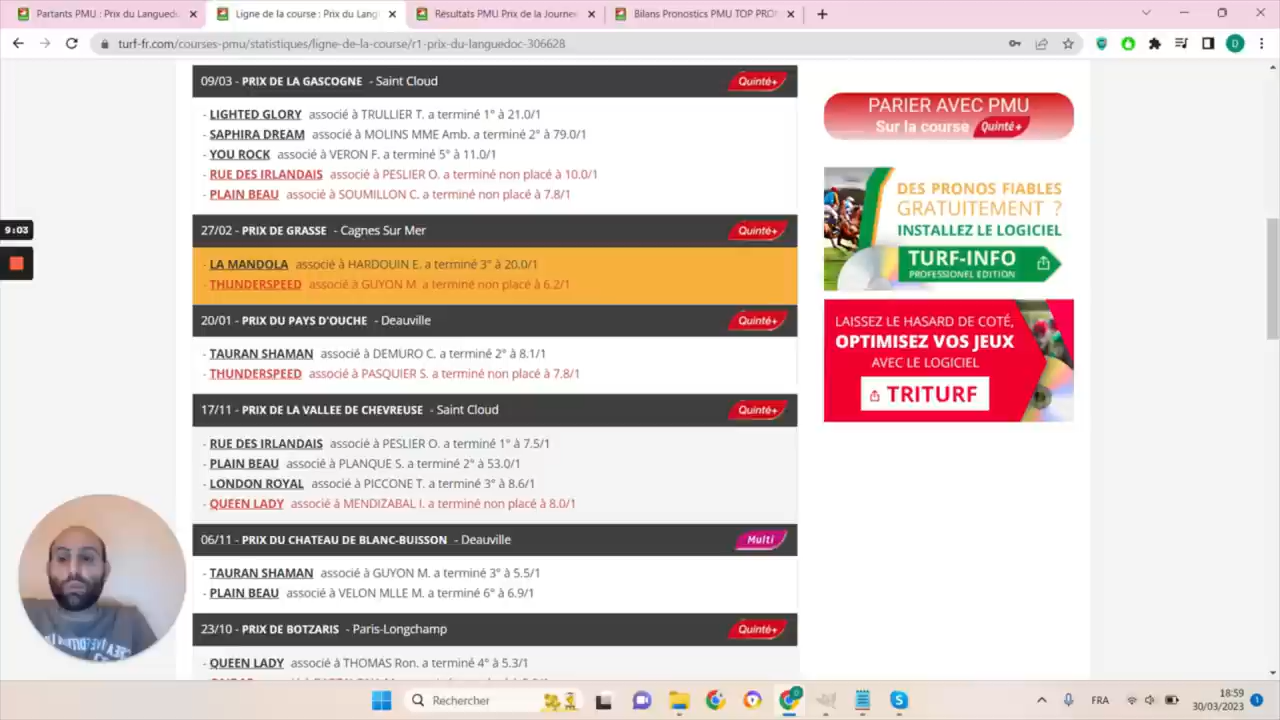 Partants PMU : Prix du Languedo
Ligne de la course : Prix du Lang
Résultats PMU Prix de la Journee
Bilans Pronostics PMU TOP PRO
turf-fr.com/courses-pmu/statistiques/ligne-de-la-course/r1-prix-du-languedoc-306628
D
09/03 - PRIX DE LA GASCOGNE - Saint Cloud
Quinté+
- LIGHTED GLORY associé à TRULLIER T. a terminé 1° à 21.0/1
- SAPHIRA DREAM associé à MOLINS MME Amb. a terminé 2° à 79.0/1
- YOU ROCK associé à VERON F. a terminé 5° à 11.0/1
- RUE DES IRLANDAIS associé à PESLIER O. a terminé non placé à 10.0/1
- PLAIN BEAU associé à SOUMILLON C. a terminé non placé à 7.8/1
27/02 - PRIX DE GRASSE - Cagnes Sur Mer
Quinté+
- LA MANDOLA associé à HARDOUIN E. a terminé 3° à 20.0/1
- THUNDERSPEED associé à GUYON M. a terminé non placé à 6.2/1
20/01 - PRIX DU PAYS D'OUCHE - Deauville
Quinté+
- TAURAN SHAMAN associé à DEMURO C. a terminé 2° à 8.1/1
- THUNDERSPEED associé à PASQUIER S. a terminé non placé à 7.8/1
17/11 - PRIX DE LA VALLEE DE CHEVREUSE - Saint Cloud
Quinté+
- RUE DES IRLANDAIS associé à PESLIER O. a terminé 1° à 7.5/1
- PLAIN BEAU associé à PLANQUE S. a terminé 2° à 53.0/1
- LONDON ROYAL associé à PICCONE T. a terminé 3° à 8.6/1
- QUEEN LADY associé à MENDIZABAL I. a terminé non placé à 8.0/1
06/11 - PRIX DU CHATEAU DE BLANC-BUISSON - Deauville
Multi
- TAURAN SHAMAN associé à GUYON M. a terminé 3° à 5.5/1
- PLAIN BEAU associé à VELON MLLE M. a terminé 6° à 6.9/1
23/10 - PRIX DE BOTZARIS - Paris-Longchamp
Quinté+
- QUEEN LADY associé à THOMAS Ron. a terminé 4° à 5.3/1
PARIER AVEC PMU
Sur la course Quinté+
DES PRONOS FIABLES
GRATUITEMENT ?
INSTALLEZ LE LOGICIEL
TURF-INFO
PROFESSIONEL EDITION
LAISSEZ LE HASARD DE COTÉ,
OPTIMISEZ VOS JEUX
AVEC LE LOGICIEL
TRITURF
9:03
Rechercher
FRA
18:59
30/03/2023
1